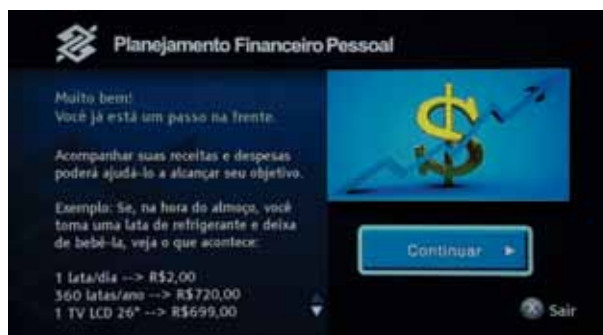 Planejamento Financeiro Pessoal
Muito bem!
Você já está um passo na frente.
Acompanhar suas receitas e despesas
poderá ajudá-lo a alcançar seu objetivo.
Exemplo: Se, na hora do almoço, você
toma uma lata de refrigerante e deixa
de bebê-la, veja o que acontece:
1 lata/dia --> R$2,00
360 latas/ano --> R$720,00
1 TV LCD 26" --> R$699,00
Continuar
X Sair